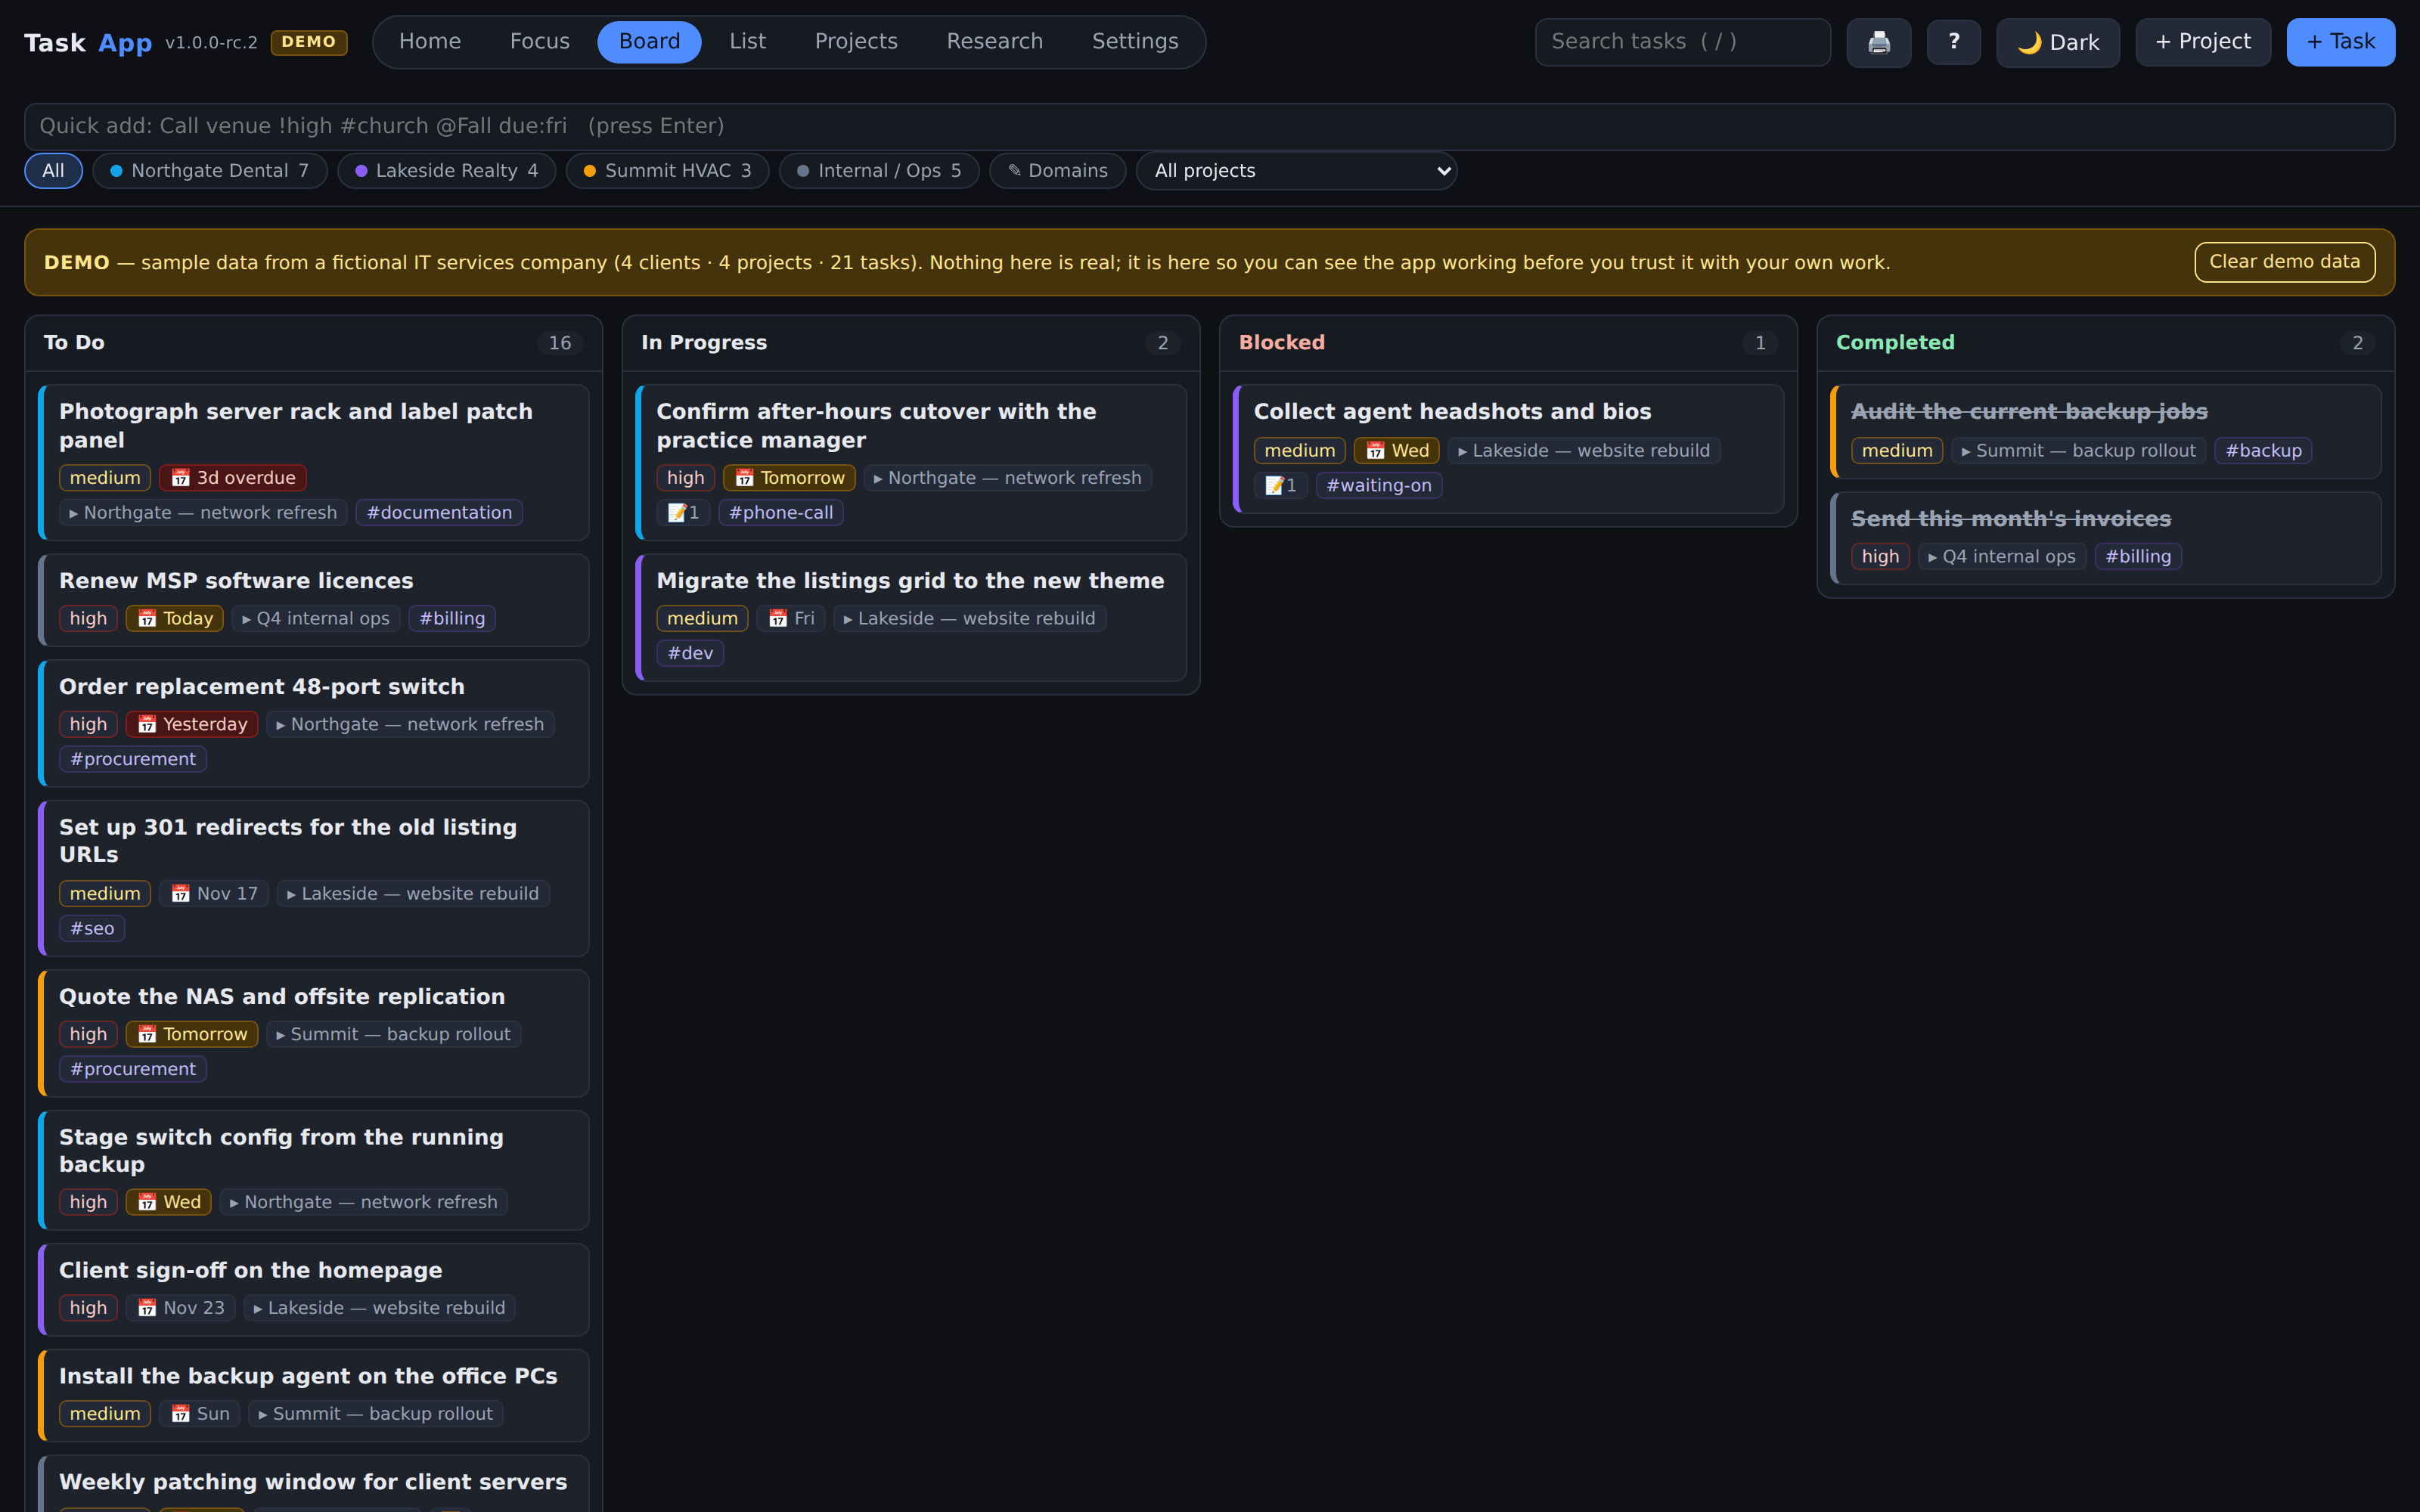 Task App v1.0.0-rc.2 DEMO Home Focus Board List Projects Research Settings Search tasks ( / ) ? Dark + Project + Task
Quick add: Call venue !high #church @Fall due:fri (press Enter)
All Northgate Dental 7 Lakeside Realty 4 Summit HVAC 3 Internal / Ops 5 ✎ Domains All projects
DEMO — sample data from a fictional IT services company (4 clients · 4 projects · 21 tasks). Nothing here is real; it is here so you can see the app working before you trust it with your own work. Clear demo data
To Do 16
Photograph server rack and label patch
panel
medium 3d overdue
▸ Northgate — network refresh #documentation
Renew MSP software licences
high Today ▸ Q4 internal ops #billing
Order replacement 48-port switch
high Yesterday ▸ Northgate — network refresh
#procurement
Set up 301 redirects for the old listing
URLs
medium Nov 17 ▸ Lakeside — website rebuild
#seo
Quote the NAS and offsite replication
high Tomorrow ▸ Summit — backup rollout
#procurement
Stage switch config from the running
backup
high Wed ▸ Northgate — network refresh
Client sign-off on the homepage
high Nov 23 ▸ Lakeside — website rebuild
Install the backup agent on the office PCs
medium Sun ▸ Summit — backup rollout
Weekly patching window for client servers
In Progress 2
Confirm after-hours cutover with the
practice manager
high Tomorrow ▸ Northgate — network refresh
1 #phone-call
Migrate the listings grid to the new theme
medium Fri ▸ Lakeside — website rebuild
#dev
Blocked 1
Collect agent headshots and bios
medium Wed ▸ Lakeside — website rebuild
1 #waiting-on
Completed 2
Audit the current backup jobs
medium ▸ Summit — backup rollout #backup
Send this month's invoices
high ▸ Q4 internal ops #billing